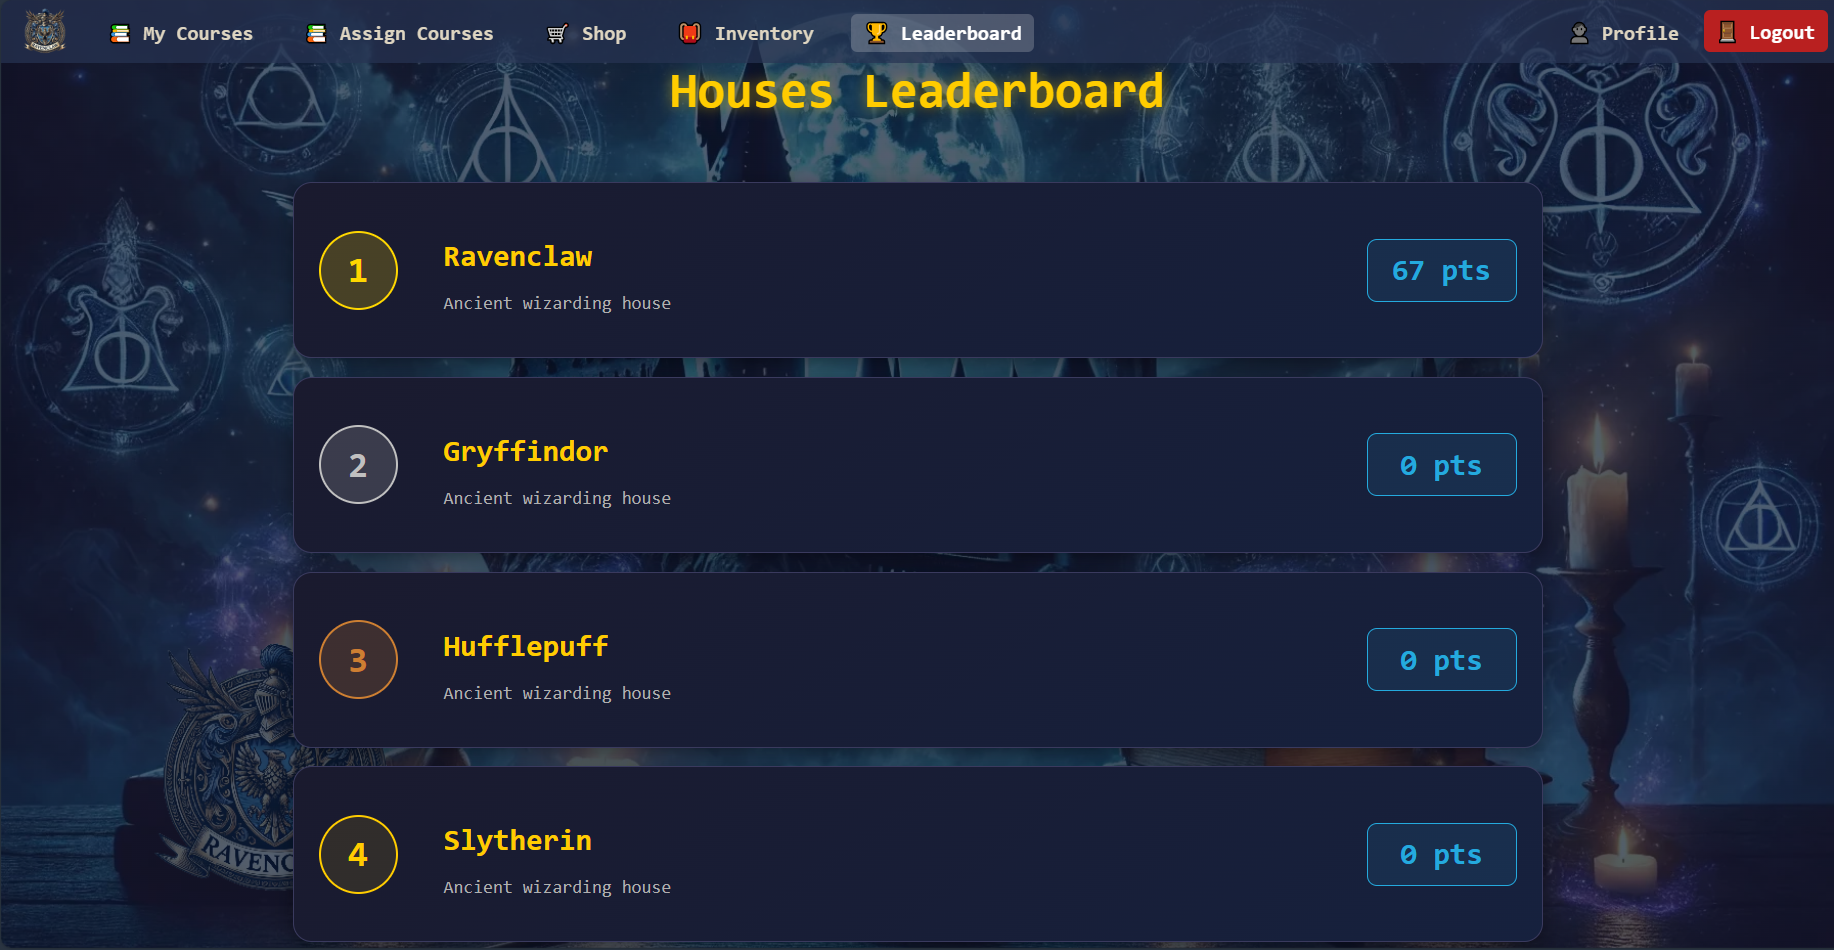 My Courses
Assign Courses
Shop
Inventory
Leaderboard
Profile
Logout
Houses Leaderboard
1
Ravenclaw
Ancient wizarding house
67 pts
2
Gryffindor
Ancient wizarding house
0 pts
3
Hufflepuff
Ancient wizarding house
0 pts
4
Slytherin
Ancient wizarding house
0 pts
RAVENC